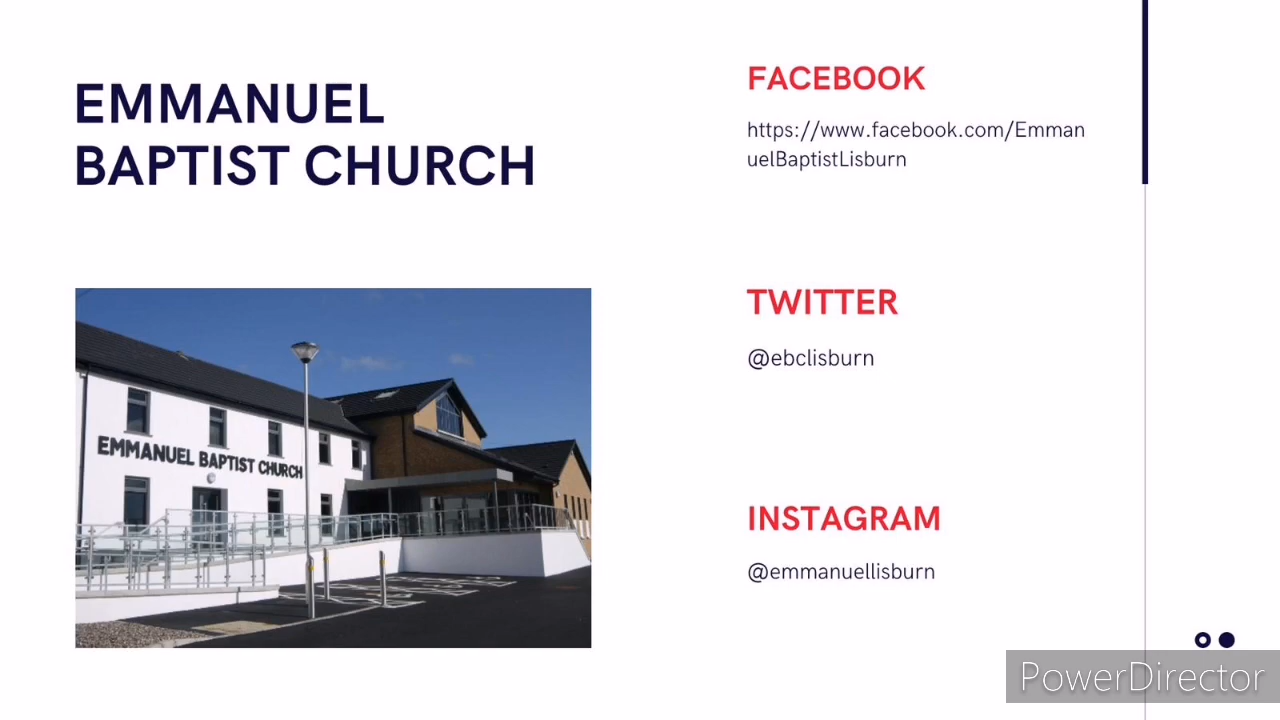 EMMANUEL
BAPTIST CHURCH
EMMANUEL BAPTIST CHURCH
FACEBOOK
https://www.facebook.com/Emman
uelBaptistLisburn
TWITTER
@ebclisburn
INSTAGRAM
@emmanuellisburn
PowerDirector